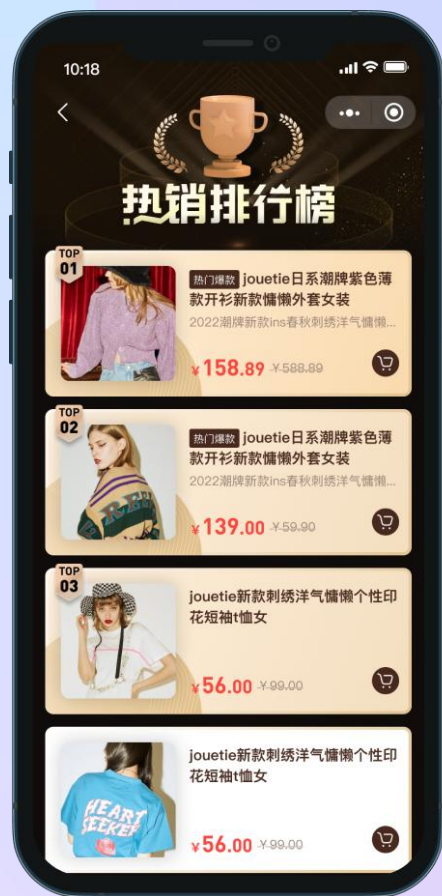 10:18
热销排行榜
TOP
01
热门爆款 jouetie日系潮牌紫色薄
款开衫新款慵懒外套女装
2022潮牌新款ins春秋刺绣洋气慵懒...
¥158.89 ¥588.89
TOP
02
热门爆款 jouetie日系潮牌紫色薄
款开衫新款慵懒外套女装
2022潮牌新款ins春秋刺绣洋气慵懒...
¥139.00 ¥59.90
TOP
03
jouetie新款刺绣洋气慵懒个性印
花短袖t恤女
¥56.00 ¥99.00
HEART
SEEKER
jouetie新款刺绣洋气慵懒个性印
花短袖t恤女
¥56.00 ¥99.00